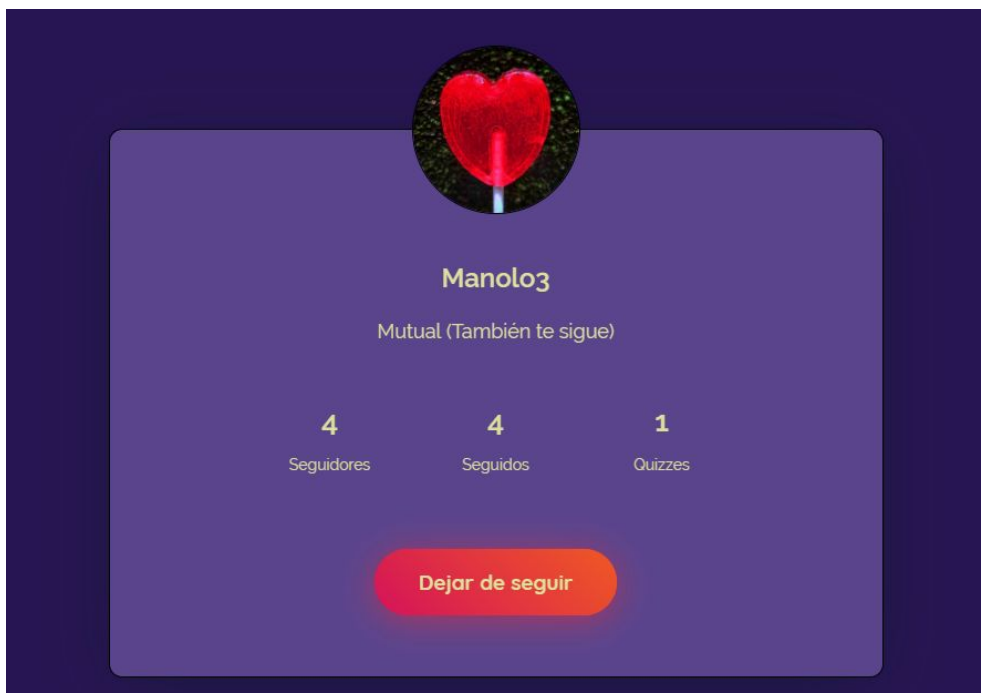 Manolo3
Mutual (También te sigue)
4 4 1
Seguidores Seguidos Quizzes
Dejar de seguir